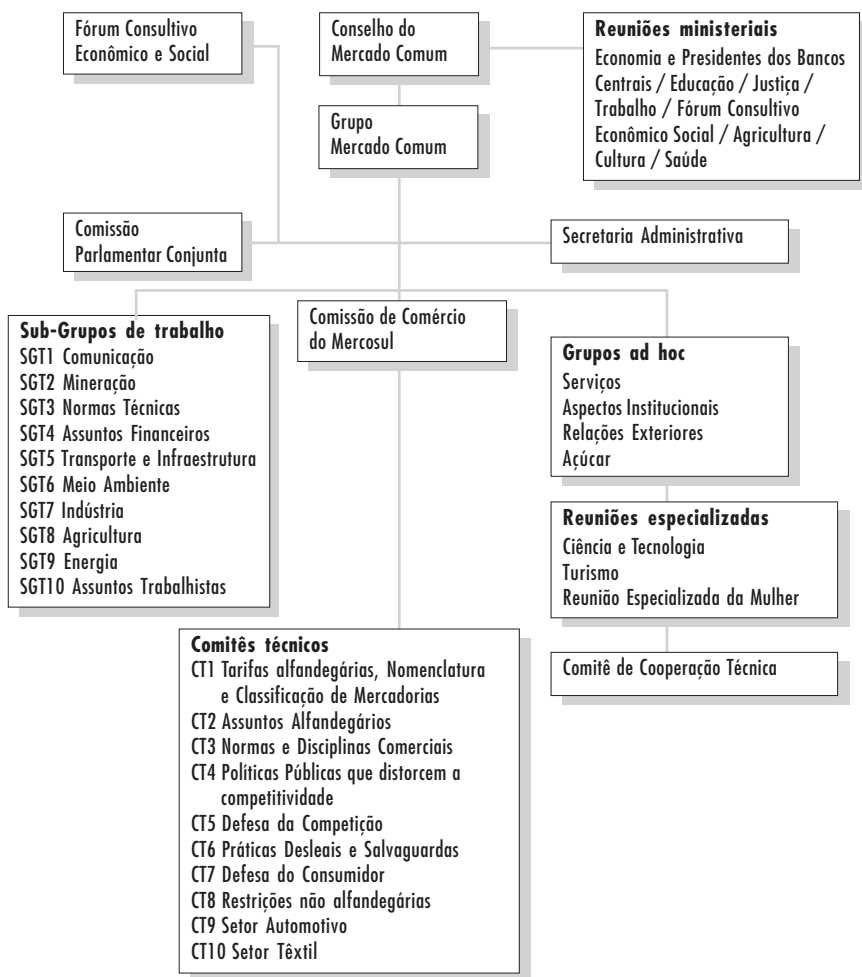 Fórum Consultivo
Econômico e Social
Conselho do
Mercado Comum
Reuniões ministeriais
Economia e Presidentes dos Bancos
Centrais / Educação / Justiça /
Trabalho / Fórum Consultivo
Econômico Social / Agricultura /
Cultura / Saúde
Grupo
Mercado Comum
Comissão
Parlamentar Conjunta
Secretaria Administrativa
Sub-Grupos de trabalho
SGT1 Comunicação
SGT2 Mineração
SGT3 Normas Técnicas
SGT4 Assuntos Financeiros
SGT5 Transporte e Infraestrutura
SGT6 Meio Ambiente
SGT7 Indústria
SGT8 Agricultura
SGT9 Energia
SGT10 Assuntos Trabalhistas
Comissão de Comércio
do Mercosul
Grupos ad hoc
Serviços
Aspectos Institucionais
Relações Exteriores
Açúcar
Reuniões especializadas
Ciência e Tecnologia
Turismo
Reunião Especializada da Mulher
Comitê de Cooperação Técnica
Comitês técnicos
CT1 Tarifas alfandegárias, Nomenclatura
e Classificação de Mercadorias
CT2 Assuntos Alfandegários
CT3 Normas e Disciplinas Comerciais
CT4 Políticas Públicas que distorcem a
competitividade
CT5 Defesa da Competição
CT6 Práticas Desleais e Salvaguardas
CT7 Defesa do Consumidor
CT8 Restrições não alfandegárias
CT9 Setor Automotivo
CT10 Setor Têxtil